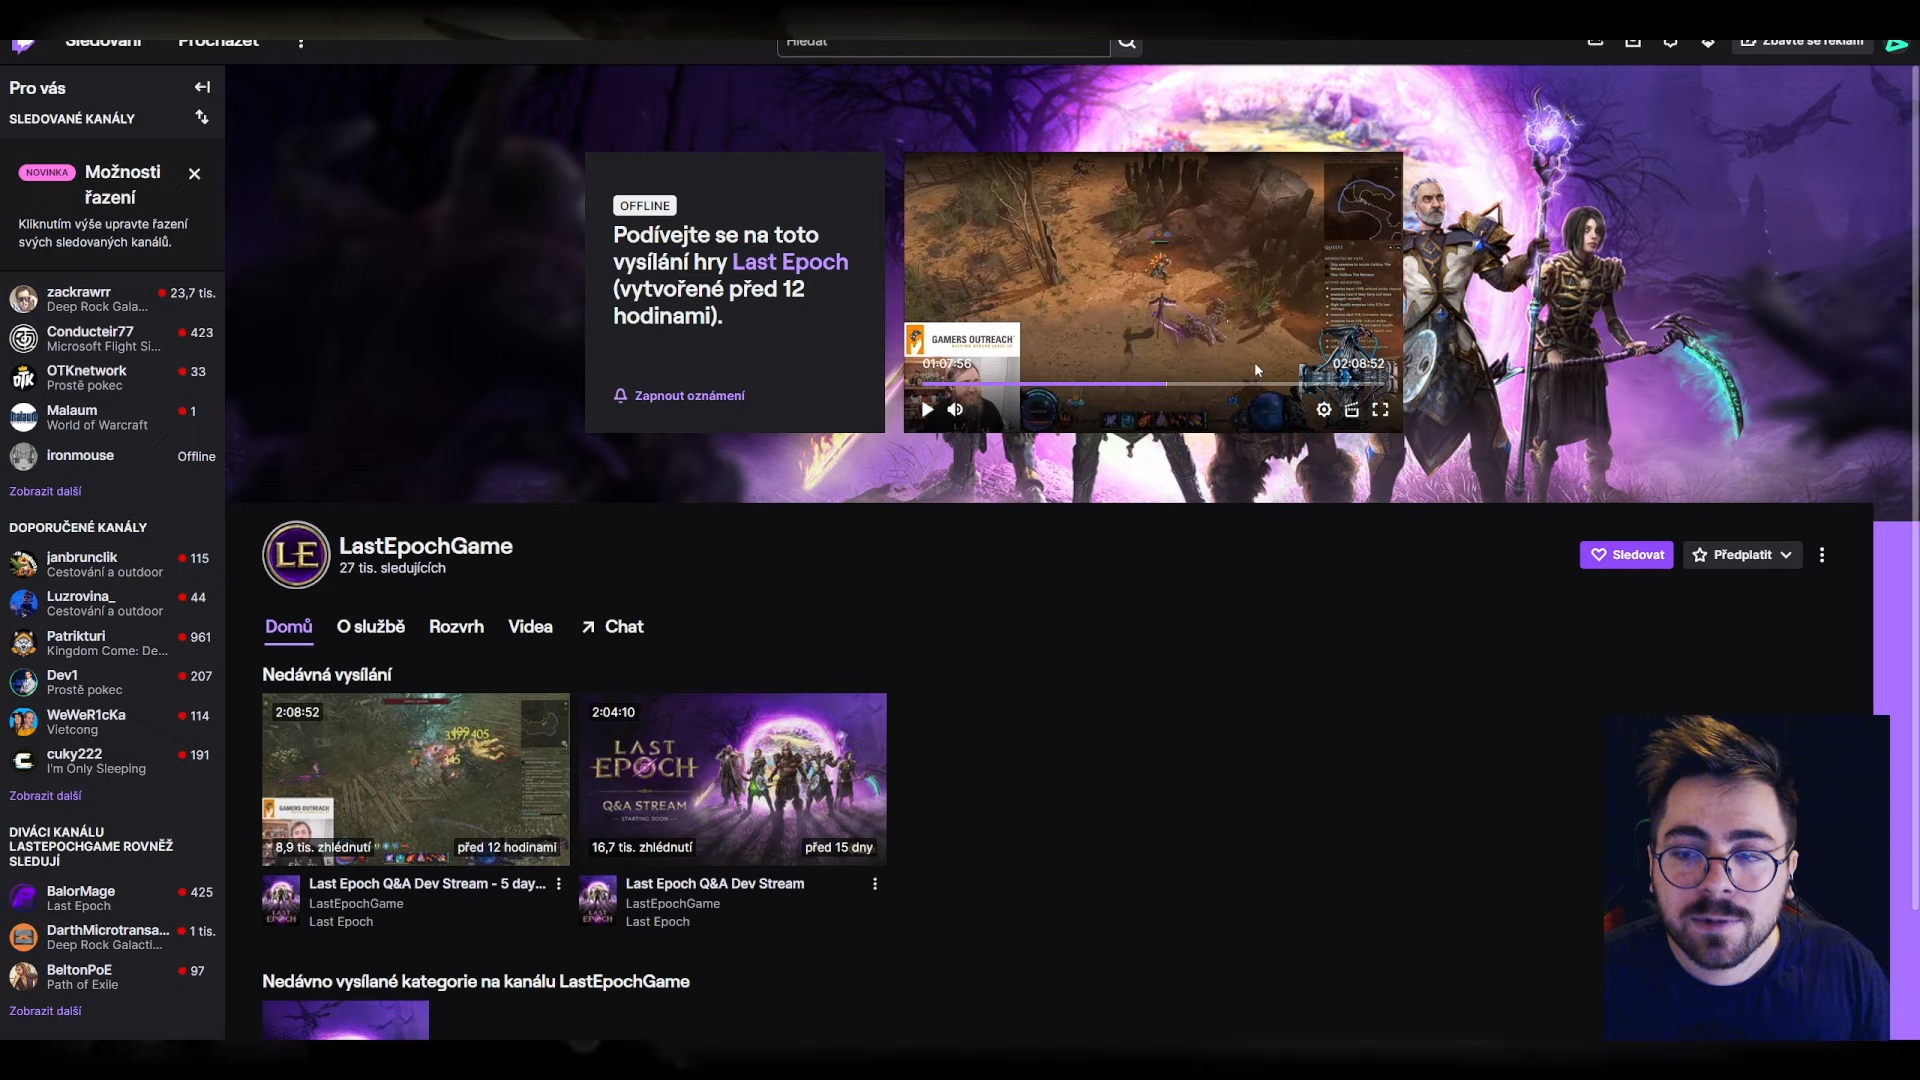 Sledování
Procházet
Hledat
Zbavte se reklam
Pro vás
SLEDOVANÉ KANÁLY
NOVINKA
Možnosti
řazení
Kliknutím výše upravte řazení
svých sledovaných kanálů.
zackrawrr
23,7 tis.
Deep Rock Gala...
Conducteir77
423
Microsoft Flight Si...
OTKnetwork
33
Prostě pokec
Malaum
1
World of Warcraft
ironmouse
Offline
Zobrazit další
DOPORUČENÉ KANÁLY
janbrunclik
115
Cestování a outdoor
Luzrovina_
44
Cestování a outdoor
Patrikturi
961
Kingdom Come: De...
Dev1
207
Prostě pokec
WeWeR1cKa
114
Vietcong
cuky222
191
I'm Only Sleeping
Zobrazit další
DIVÁCI KANÁLU
LASTEPOCHGAME ROVNĚŽ
SLEDUJÍ
BalorMage
425
Last Epoch
DarthMicrotransa...
1 tis.
Deep Rock Galacti...
BeltonPoE
97
Path of Exile
Zobrazit další
OFFLINE
Podívejte se na toto
vysílání hry Last Epoch
(vytvořené před 12
hodinami).
Zapnout oznámení
GAMERS OUTREACH
01:07:56
02:08:52
QUESTS
LE
LastEpochGame
27 tis. sledujících
Sledovat
Předplatit
Domů
O službě
Rozvrh
Videa
Chat
Nedávná vysílání
2:08:52
GAMERS OUTREACH
8,9 tis. zhlédnutí
před 12 hodinami
Last Epoch Q&A Dev Stream - 5 day...
LastEpochGame
Last Epoch
2:04:10
LAST
EPOCH
Q&A STREAM
STARTING SOON
16,7 tis. zhlédnutí
před 15 dny
Last Epoch Q&A Dev Stream
LastEpochGame
Last Epoch
Nedávno vysílané kategorie na kanálu LastEpochGame